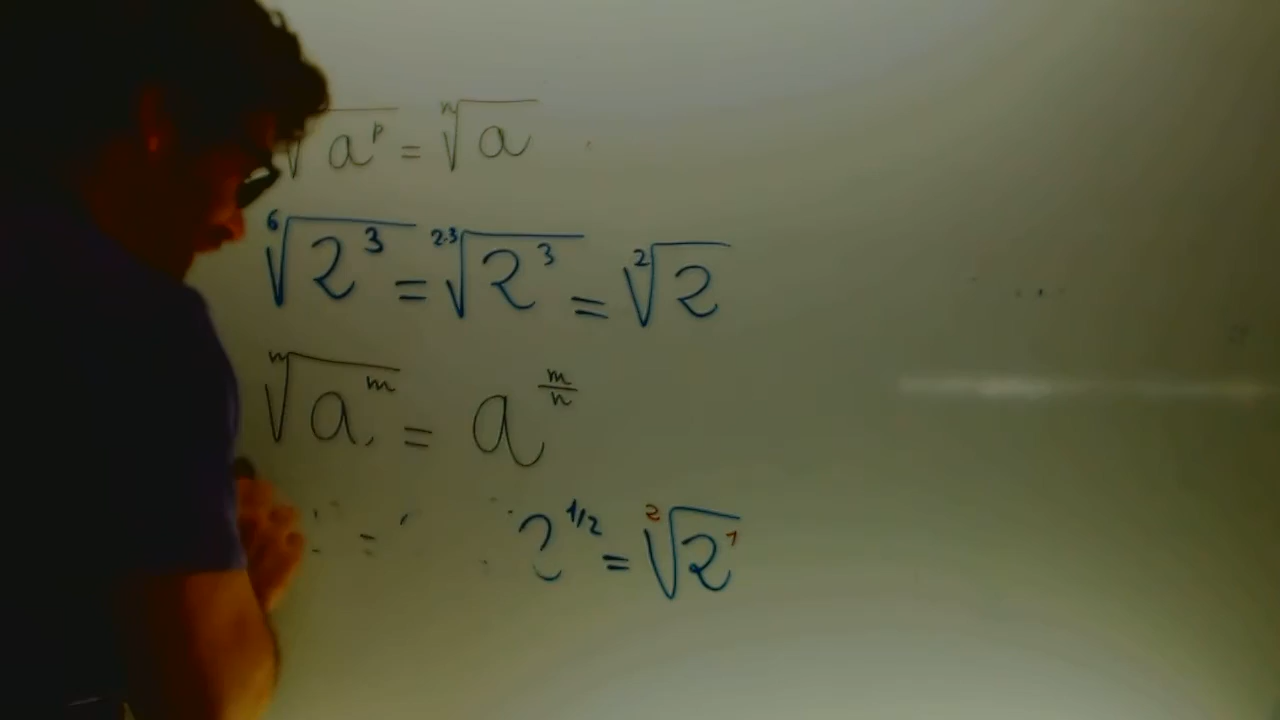 √a^p = ⁿ√a
⁶√2³ = ²·³√2³ = ²√2
ᵐ√a^m = a^(m/n)
2^(1/2) = ²√2¹